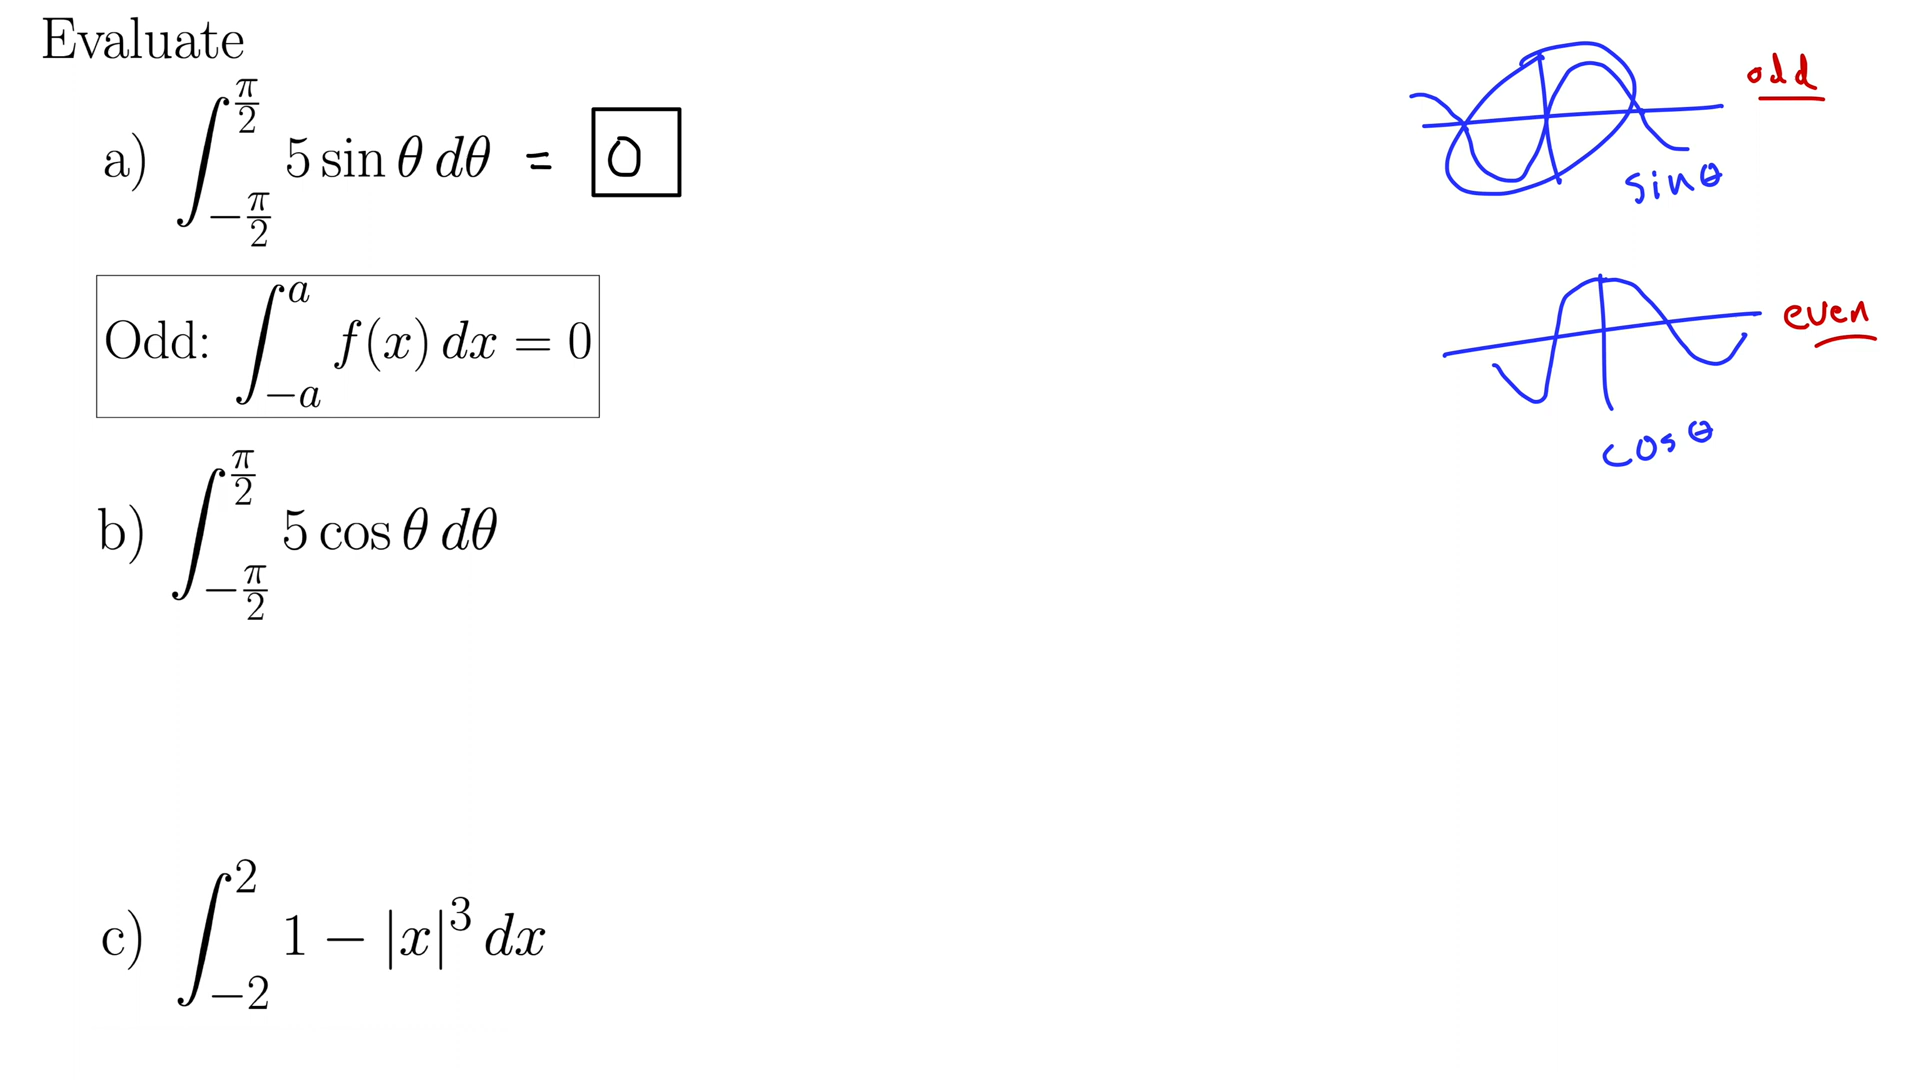 Evaluate
a) ∫_{-π/2}^{π/2} 5 sin θ dθ = 0
odd
sinθ
Odd: ∫_{-a}^{a} f(x) dx = 0
even
cosθ
b) ∫_{-π/2}^{π/2} 5 cos θ dθ
c) ∫_{-2}^{2} 1 − |x|³ dx